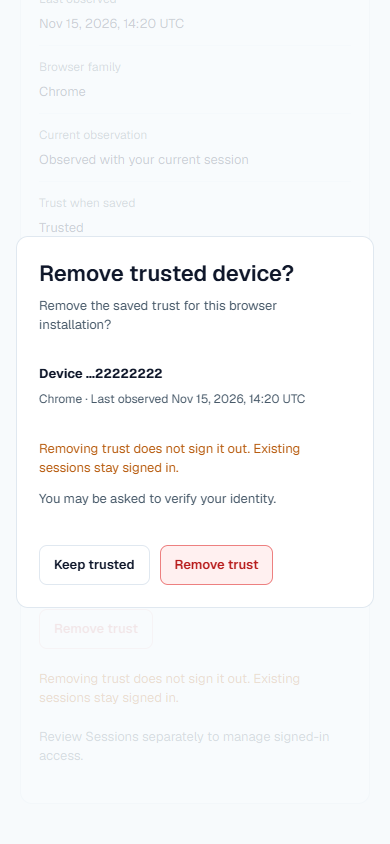 Last observed
Nov 15, 2026, 14:20 UTC
Browser family
Chrome
Current observation
Observed with your current session
Trust when saved
Trusted
Remove trusted device?
Remove the saved trust for this browser
installation?
Device …22222222
Chrome · Last observed Nov 15, 2026, 14:20 UTC
Removing trust does not sign it out. Existing
sessions stay signed in.
You may be asked to verify your identity.
Keep trusted
Remove trust
Remove trust
Removing trust does not sign it out. Existing
sessions stay signed in.
Review Sessions separately to manage signed-in
access.